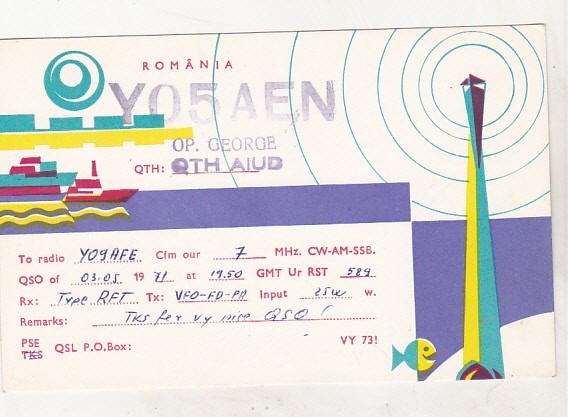 ROMÂNIA
YO5AEN
OP. GEORGE
QTH: QTH AIUD
To radio YO9AFE Cfm our 7 MHz. CW-AM-SSB.
QSO of 03.05 1971 at 19.50 GMT Ur RST 589
Rx: Type RFT Tx: VFO-FD-PA Input 25w w.
Remarks: Tks fer vy nice QSO!
PSE
TKS QSL P.O.Box: VY 73!